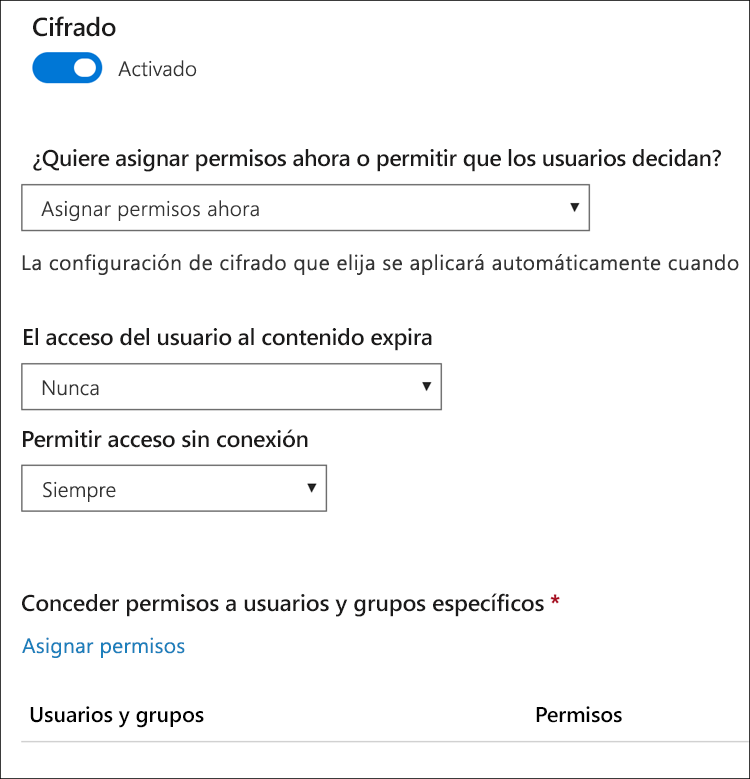 Cifrado
Activado
¿Quiere asignar permisos ahora o permitir que los usuarios decidan?
Asignar permisos ahora
La configuración de cifrado que elija se aplicará automáticamente cuando
El acceso del usuario al contenido expira
Nunca
Permitir acceso sin conexión
Siempre
Conceder permisos a usuarios y grupos específicos *
Asignar permisos
Usuarios y grupos Permisos